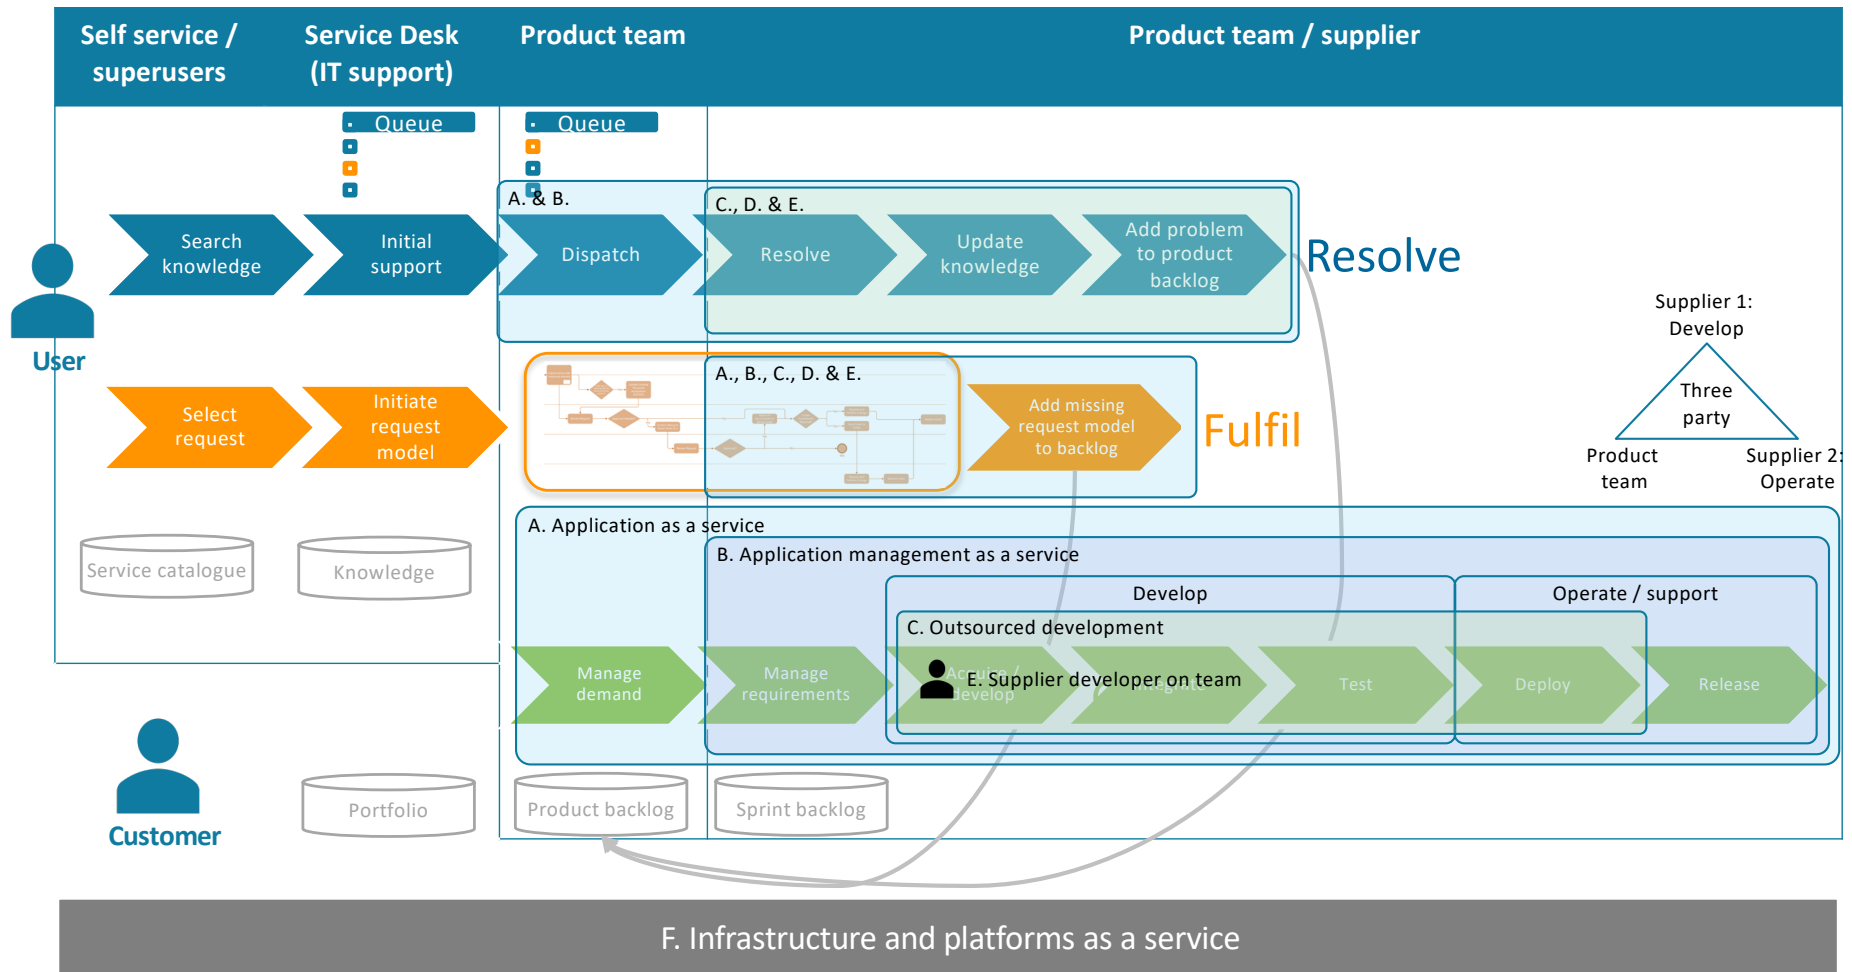 Self service /
superusers
Service Desk
(IT support)
Product team
Product team / supplier
Queue
Queue
A. & B.
C., D. & E.
Search
knowledge
Initial
support
Dispatch
Resolve
Update
knowledge
Add problem
to product
backlog
Resolve
User
Supplier 1:
Develop
Three
party
Product
team
Supplier 2:
Operate
A., B., C., D. & E.
Select
request
Initiate
request
model
Add missing
request model
to backlog
Fulfil
A. Application as a service
B. Application management as a service
Service catalogue
Knowledge
Develop
Operate / support
C. Outsourced development
Manage
demand
Manage
requirements
Acquire /
develop
E. Supplier developer on team
Integrate
Test
Deploy
Release
Customer
Portfolio
Product backlog
Sprint backlog
F. Infrastructure and platforms as a service